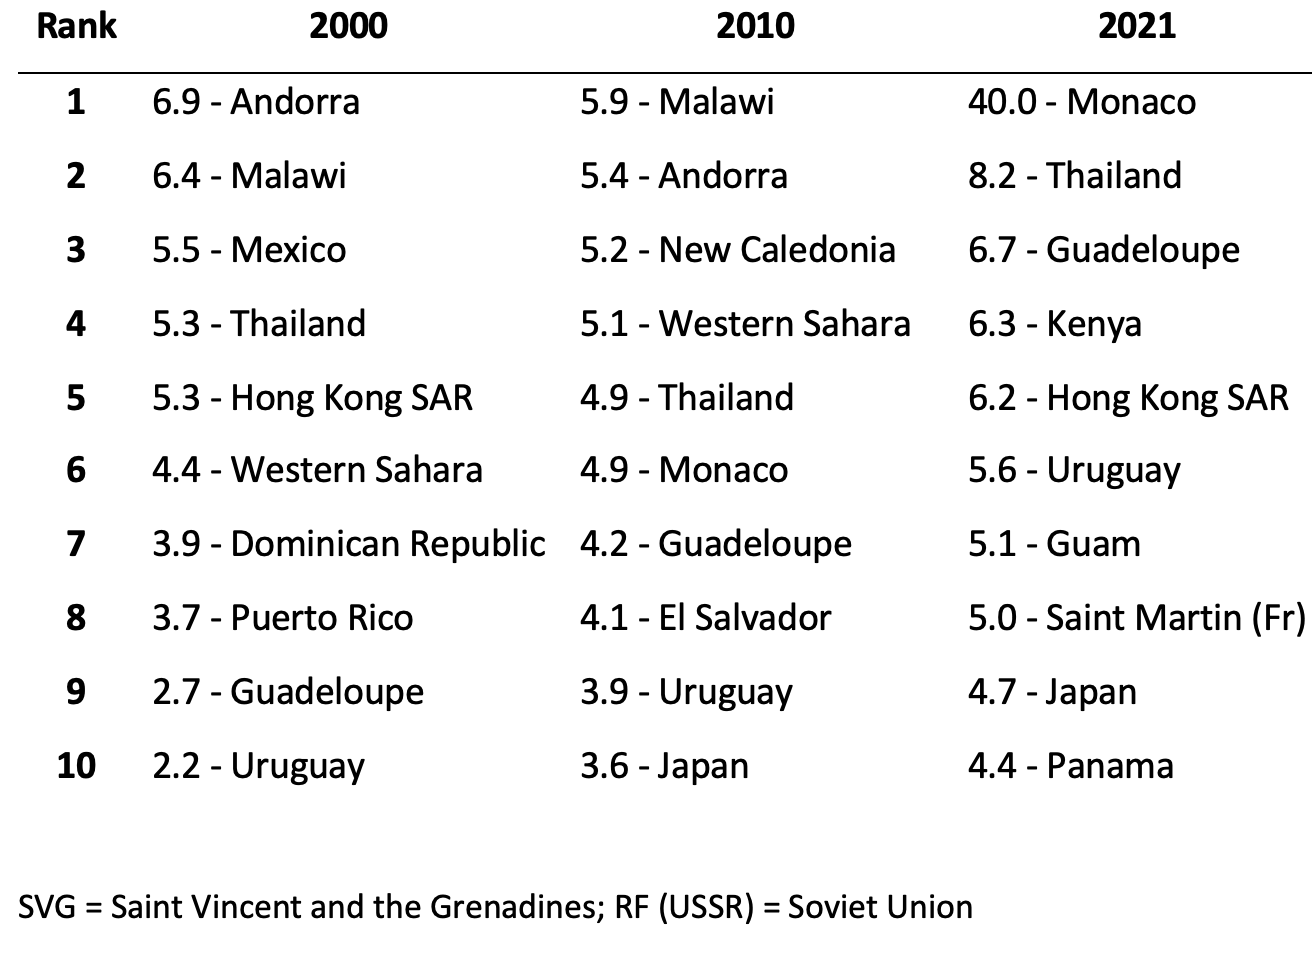 Rank 2000 2010 2021
1 6.9 - Andorra 5.9 - Malawi 40.0 - Monaco
2 6.4 - Malawi 5.4 - Andorra 8.2 - Thailand
3 5.5 - Mexico 5.2 - New Caledonia 6.7 - Guadeloupe
4 5.3 - Thailand 5.1 - Western Sahara 6.3 - Kenya
5 5.3 - Hong Kong SAR 4.9 - Thailand 6.2 - Hong Kong SAR
6 4.4 - Western Sahara 4.9 - Monaco 5.6 - Uruguay
7 3.9 - Dominican Republic 4.2 - Guadeloupe 5.1 - Guam
8 3.7 - Puerto Rico 4.1 - El Salvador 5.0 - Saint Martin (Fr)
9 2.7 - Guadeloupe 3.9 - Uruguay 4.7 - Japan
10 2.2 - Uruguay 3.6 - Japan 4.4 - Panama
SVG = Saint Vincent and the Grenadines; RF (USSR) = Soviet Union